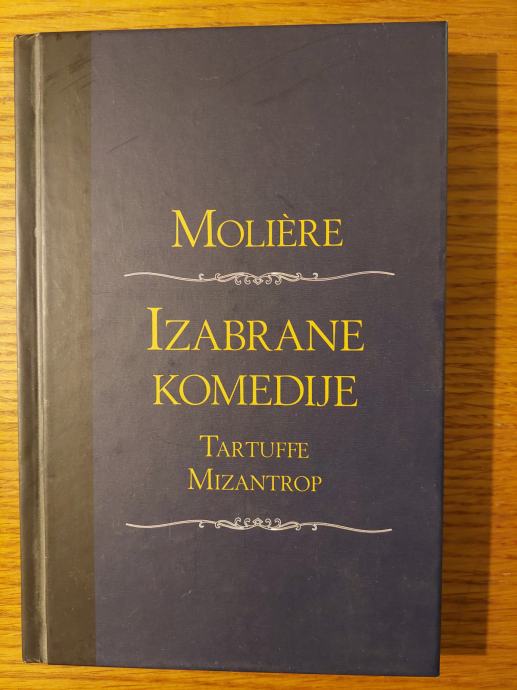 MOLIÈRE
IZABRANE
KOMEDIJE
TARTUFFE
MIZANTROP